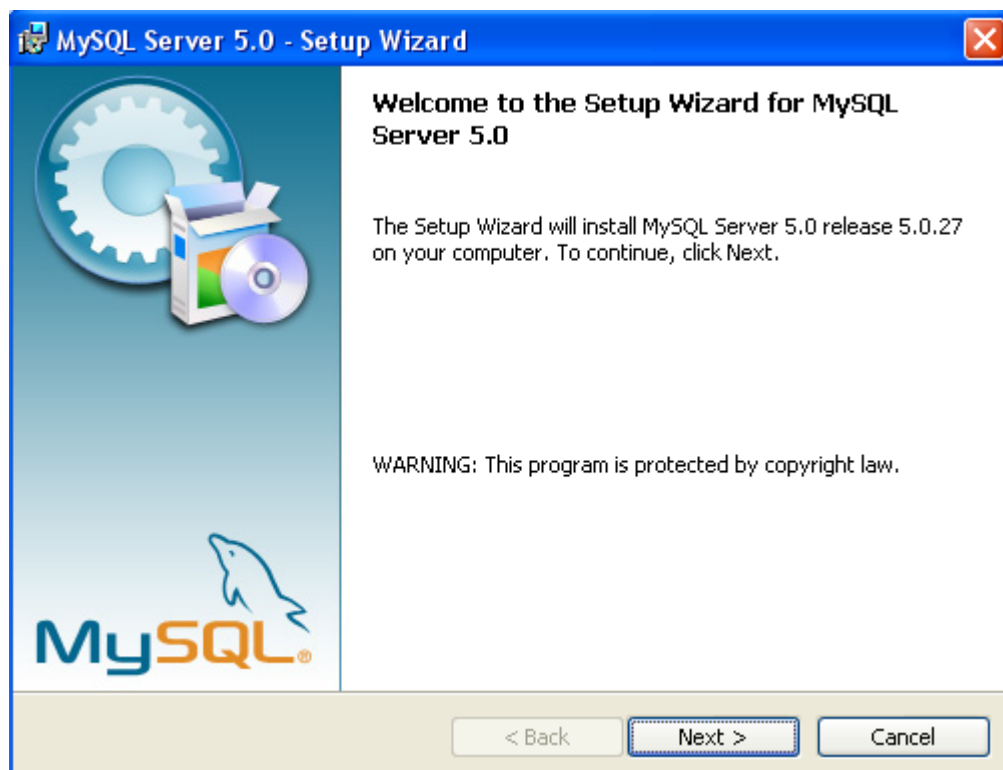 MySQL Server 5.0 - Setup Wizard
Welcome to the Setup Wizard for MySQL
Server 5.0
The Setup Wizard will install MySQL Server 5.0 release 5.0.27
on your computer. To continue, click Next.
WARNING: This program is protected by copyright law.
MySQL®
< Back
Next >
Cancel